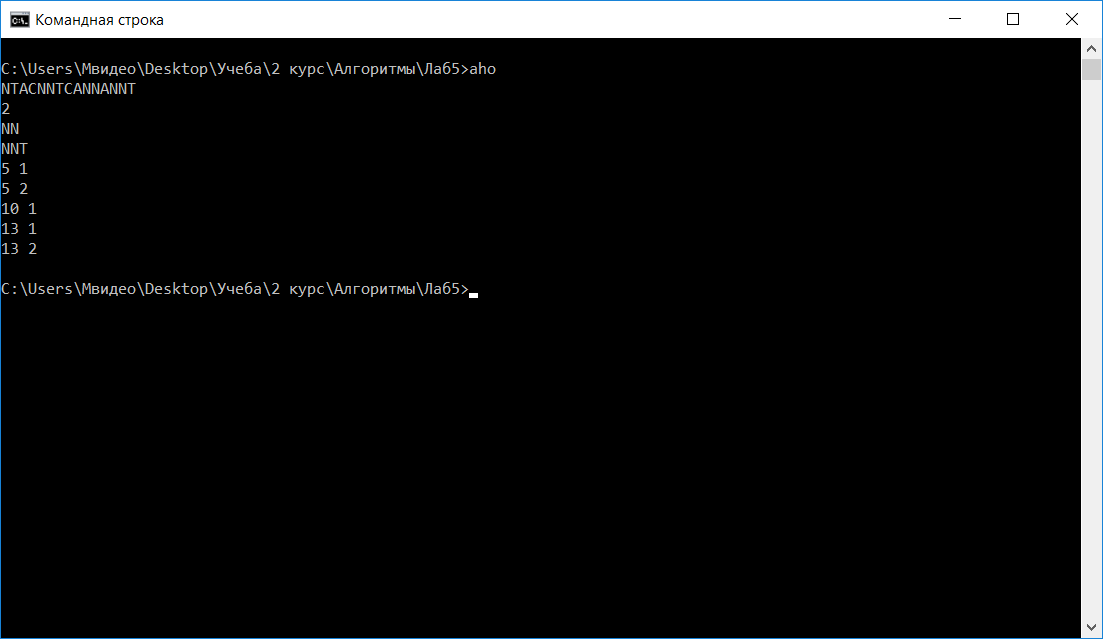 Командная строка
C:\Users\Мвидео\Desktop\Учеба\2 курс\Алгоритмы\Лаб5>aho
NTACNNTCANNANNT
2
NN
NNT
5 1
5 2
10 1
13 1
13 2
C:\Users\Мвидео\Desktop\Учеба\2 курс\Алгоритмы\Лаб5>